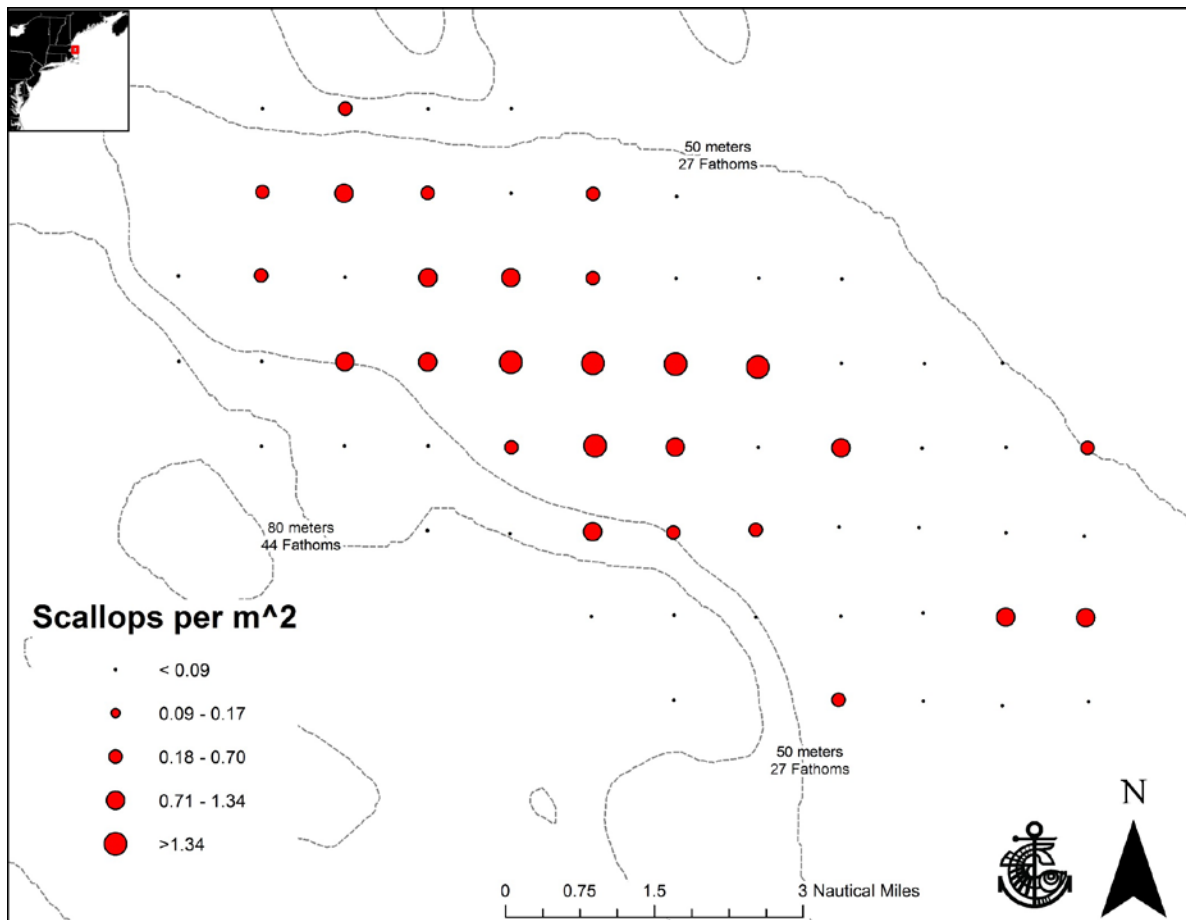 50 meters
27 Fathoms
80 meters
44 Fathoms
Scallops per m^2
< 0.09
0.09 - 0.17
0.18 - 0.70
0.71 - 1.34
>1.34
50 meters
27 Fathoms
N
0 0.75 1.5 3 Nautical Miles